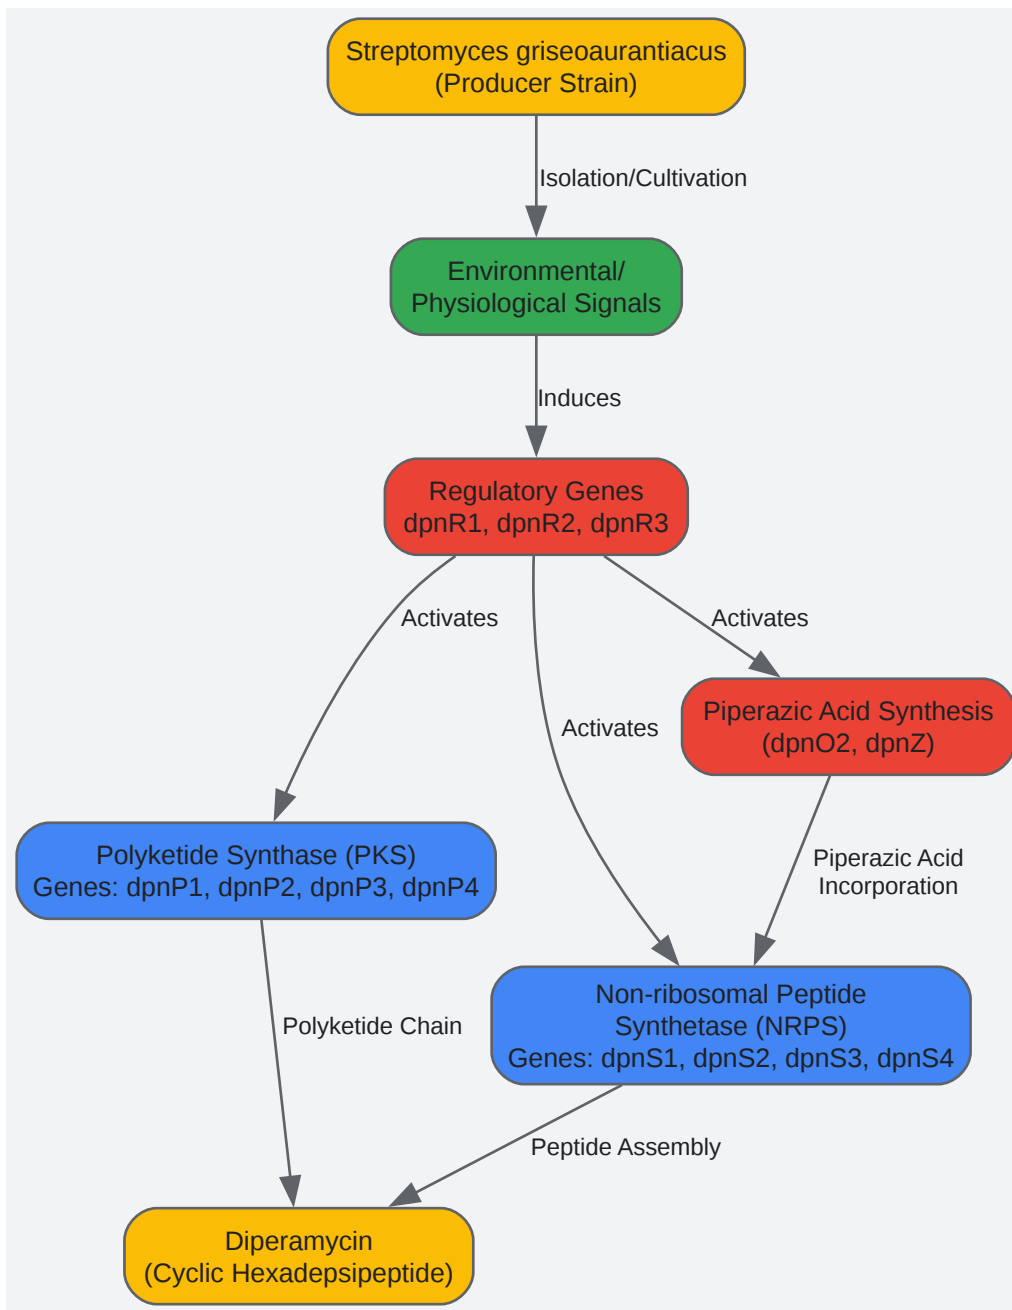 Streptomyces griseoaurantiacus
(Producer Strain)
Isolation/Cultivation
Environmental/
Physiological Signals
Induces
Regulatory Genes
dpnR1, dpnR2, dpnR3
Activates
Activates
Activates
Piperazic Acid Synthesis
(dpnO2, dpnZ)
Polyketide Synthase (PKS)
Genes: dpnP1, dpnP2, dpnP3, dpnP4
Piperazic Acid
Incorporation
Non-ribosomal Peptide
Synthetase (NRPS)
Genes: dpnS1, dpnS2, dpnS3, dpnS4
Polyketide Chain
Peptide Assembly
Diperamycin
(Cyclic Hexadepsipeptide)